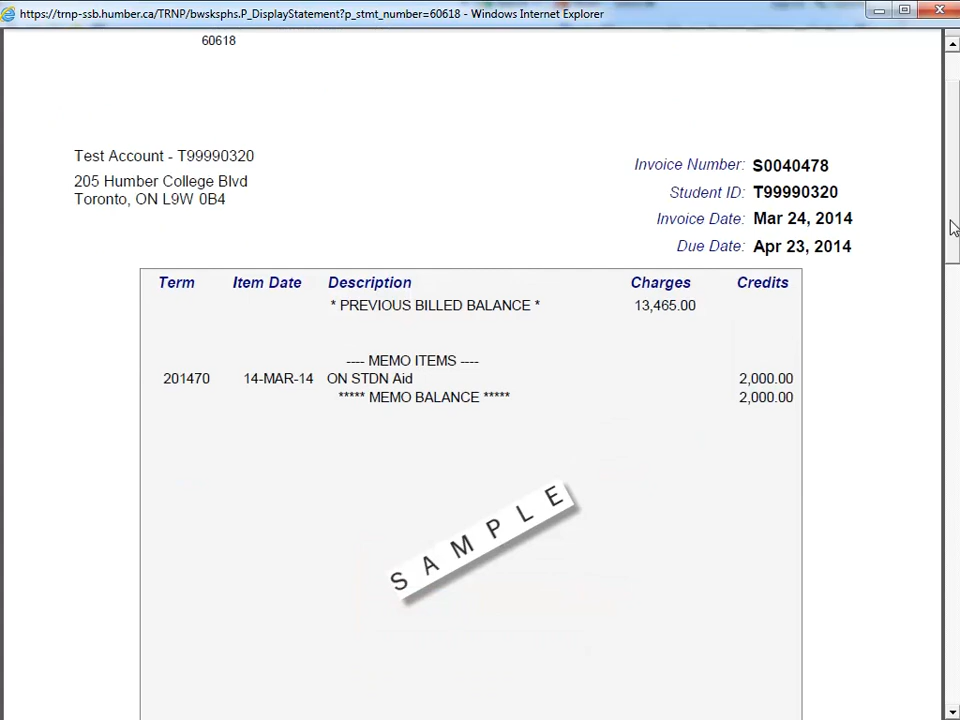 https://trnp-ssb.humber.ca/TRNP/bwsksphs.P_DisplayStatement?p_stmt_number=60618 - Windows Internet Explorer
60618
Test Account - T99990320
205 Humber College Blvd
Toronto, ON L9W 0B4
Invoice Number: S0040478
Student ID: T99990320
Invoice Date: Mar 24, 2014
Due Date: Apr 23, 2014
Term Item Date Description Charges Credits
* PREVIOUS BILLED BALANCE * 13,465.00
---- MEMO ITEMS ----
201470 14-MAR-14 ON STDN Aid 2,000.00
***** MEMO BALANCE ***** 2,000.00
SAMPLE